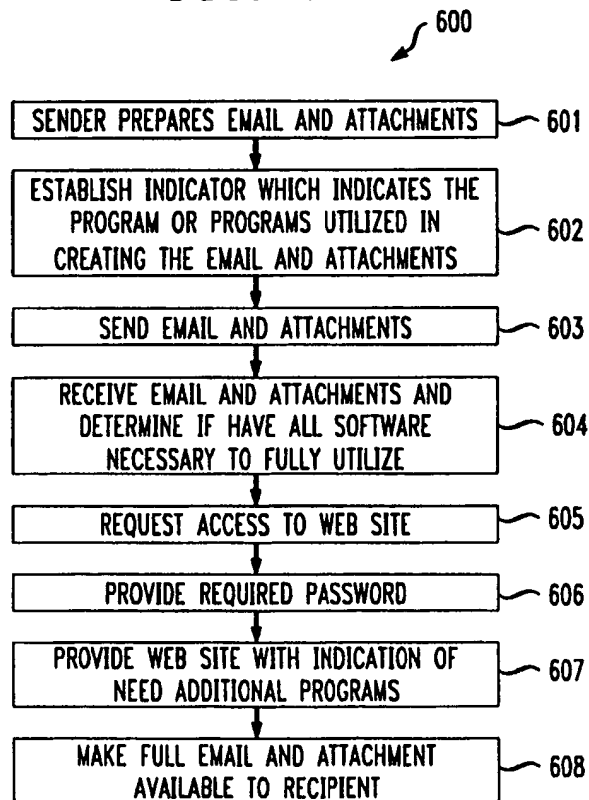 600
SENDER PREPARES EMAIL AND ATTACHMENTS
601
ESTABLISH INDICATOR WHICH INDICATES THE
PROGRAM OR PROGRAMS UTILIZED IN
CREATING THE EMAIL AND ATTACHMENTS
602
SEND EMAIL AND ATTACHMENTS
603
RECEIVE EMAIL AND ATTACHMENTS AND
DETERMINE IF HAVE ALL SOFTWARE
NECESSARY TO FULLY UTILIZE
604
REQUEST ACCESS TO WEB SITE
605
PROVIDE REQUIRED PASSWORD
606
PROVIDE WEB SITE WITH INDICATION OF
NEED ADDITIONAL PROGRAMS
607
MAKE FULL EMAIL AND ATTACHMENT
AVAILABLE TO RECIPIENT
608